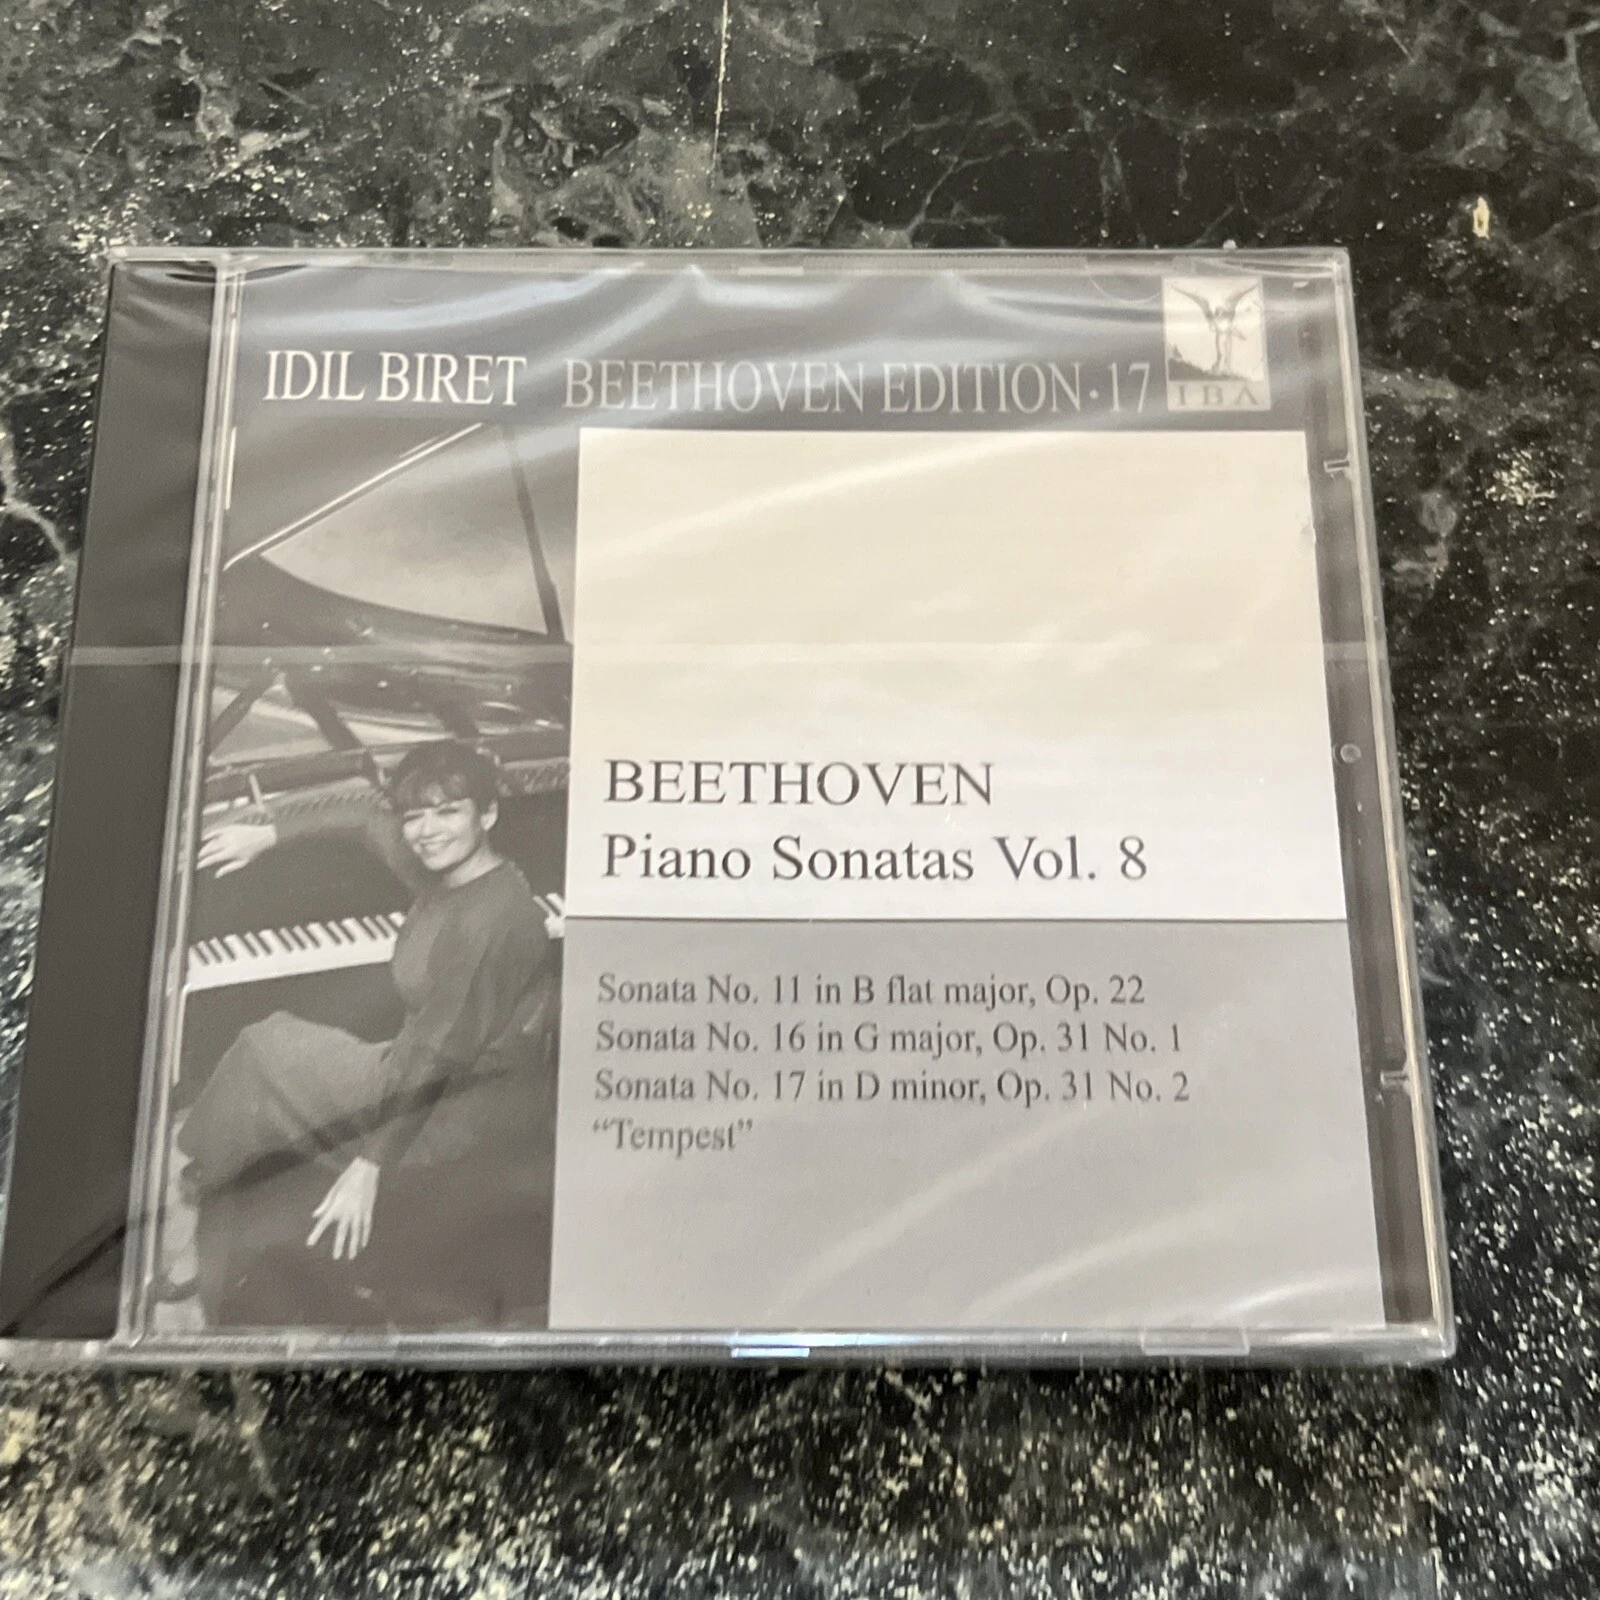 IDIL BIRET BEETHOVEN EDITION · 17
IBA
BEETHOVEN
Piano Sonatas Vol. 8
Sonata No. 11 in B flat major, Op. 22
Sonata No. 16 in G major, Op. 31 No. 1
Sonata No. 17 in D minor, Op. 31 No. 2
“Tempest”